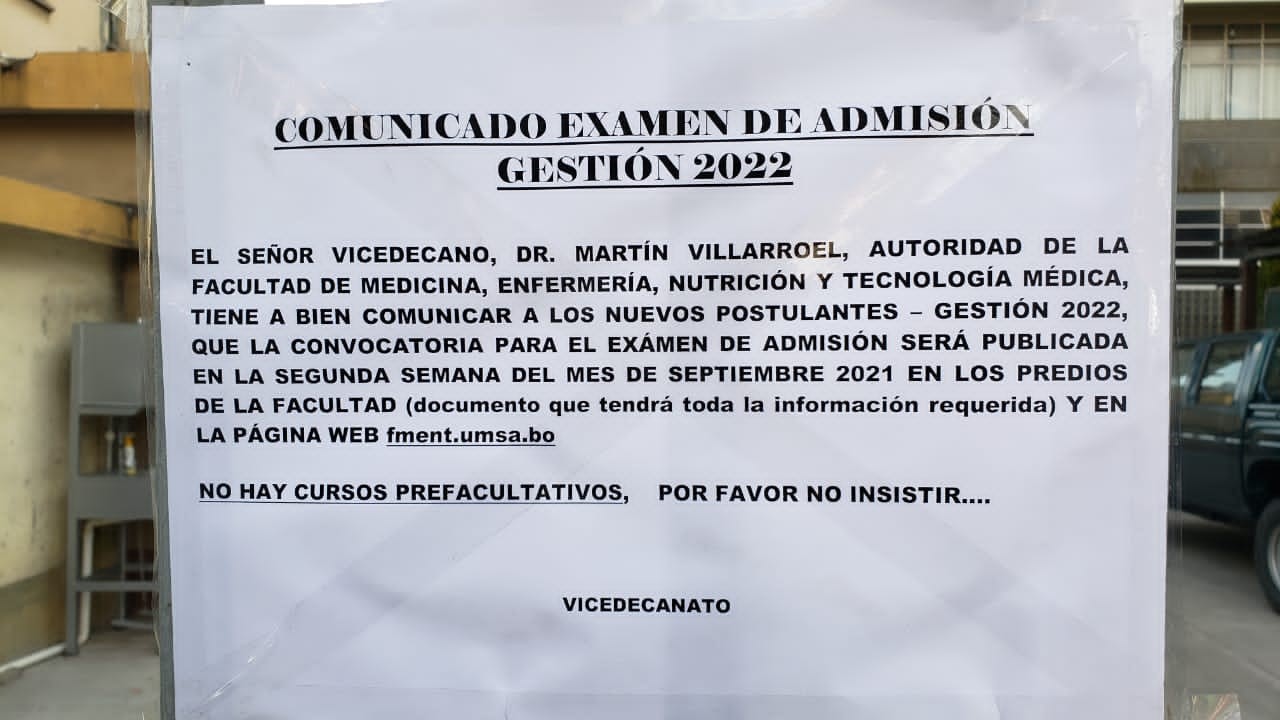 COMUNICADO EXAMEN DE ADMISIÓN
GESTIÓN 2022
EL SEÑOR VICEDECANO, DR. MARTÍN VILLARROEL, AUTORIDAD DE LA
FACULTAD DE MEDICINA, ENFERMERÍA, NUTRICIÓN Y TECNOLOGÍA MÉDICA,
TIENE A BIEN COMUNICAR A LOS NUEVOS POSTULANTES – GESTIÓN 2022,
QUE LA CONVOCATORIA PARA EL EXÁMEN DE ADMISIÓN SERÁ PUBLICADA
EN LA SEGUNDA SEMANA DEL MES DE SEPTIEMBRE 2021 EN LOS PREDIOS
DE LA FACULTAD (documento que tendrá toda la información requerida) Y EN
LA PÁGINA WEB fment.umsa.bo
NO HAY CURSOS PREFACULTATIVOS, POR FAVOR NO INSISTIR....
VICEDECANATO